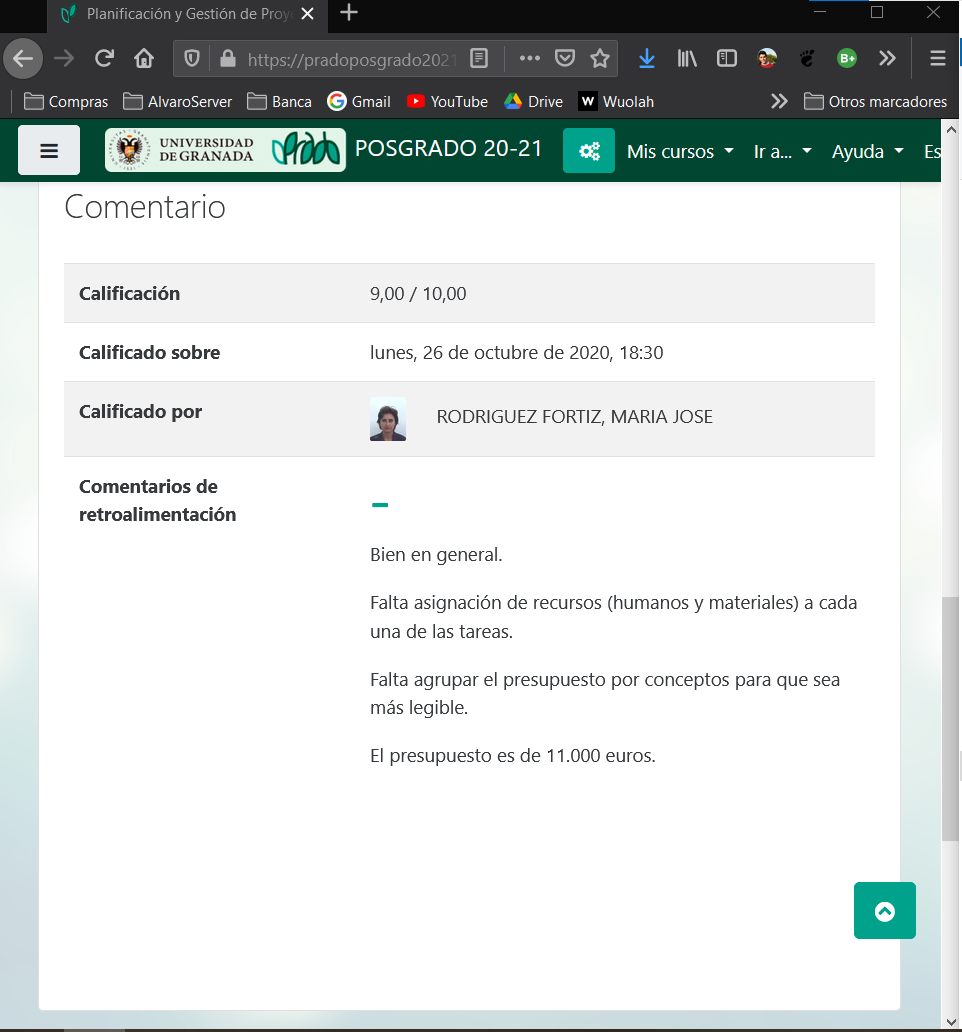 Planificación y Gestión de Proy
https://pradoposgrado2021
Compras AlvaroServer Banca Gmail YouTube Drive W Wuolah Otros marcadores
UNIVERSIDAD
DE GRANADA
prado
POSGRADO 20-21 Mis cursos Ir a... Ayuda Es
Comentario
Calificación 9,00 / 10,00
Calificado sobre lunes, 26 de octubre de 2020, 18:30
Calificado por RODRIGUEZ FORTIZ, MARIA JOSE
Comentarios de
retroalimentación
Bien en general.
Falta asignación de recursos (humanos y materiales) a cada
una de las tareas.
Falta agrupar el presupuesto por conceptos para que sea
más legible.
El presupuesto es de 11.000 euros.